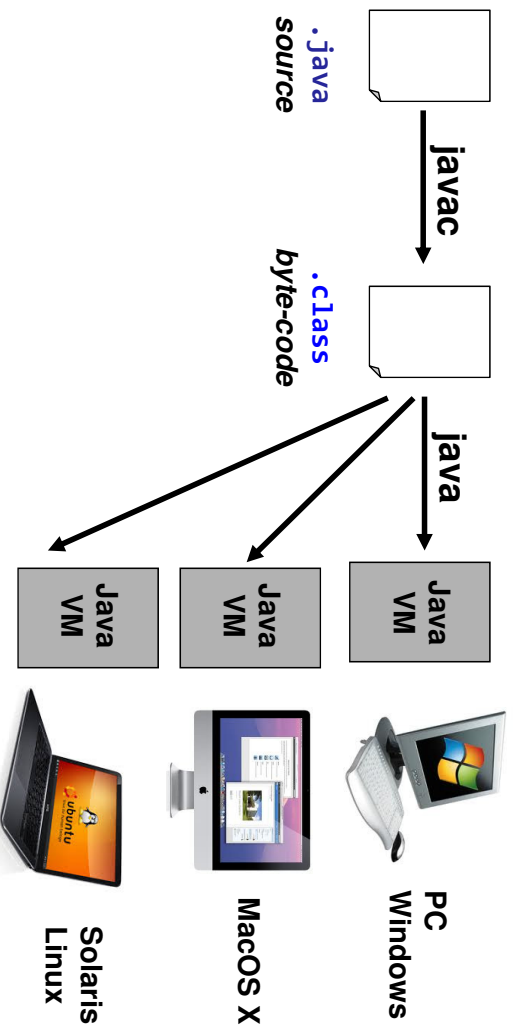 javac
java
.java
source
.class
byte-code
Java
VM
PC
Windows
Java
VM
MacOS X
Java
VM
ubuntu
Solaris
Linux